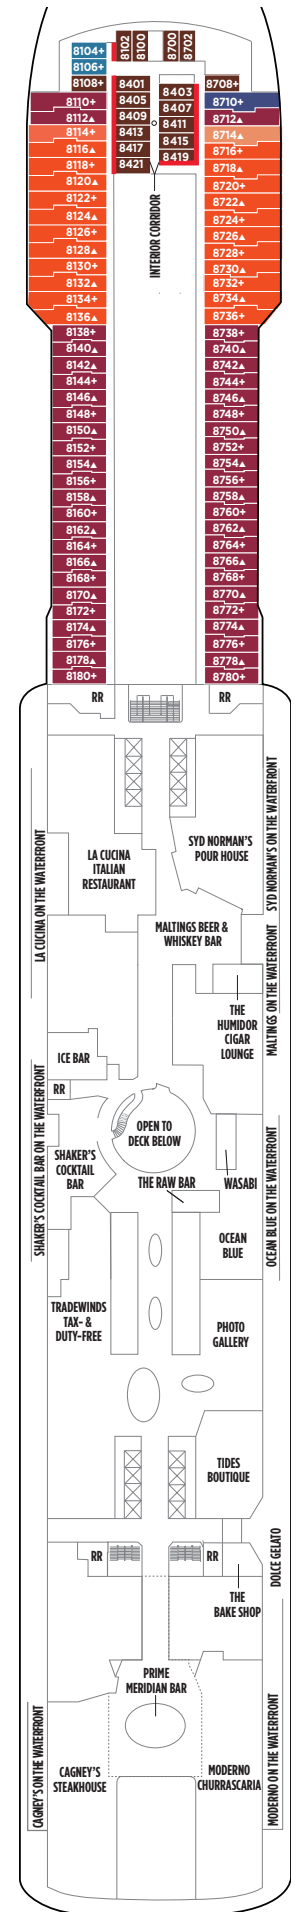 8102
8100
8700
8702
8104+
8106+
8108+
8708+
8401
8405
8409
8413
8417
8421
8403
8407
8411
8415
8419
INTERIOR CORRIDOR
8110+
8112▲
8114+
8116▲
8118+
8120▲
8122+
8124▲
8126+
8128▲
8130+
8132▲
8134+
8136▲
8138+
8140▲
8142▲
8144+
8146▲
8148+
8150▲
8152+
8154▲
8156+
8158▲
8160+
8162▲
8164+
8166▲
8168+
8170▲
8172+
8174▲
8176+
8178▲
8180+
8710+
8712▲
8714▲
8716+
8718▲
8720+
8722▲
8724+
8726▲
8728+
8730▲
8732+
8734▲
8736+
8738+
8740▲
8742▲
8744+
8746▲
8748+
8750▲
8752+
8754▲
8756+
8758▲
8760+
8762▲
8764+
8766▲
8768+
8770▲
8772+
8774▲
8776+
8778▲
8780+
RR
RR
LA CUCINA ON THE WATERFRONT
LA CUCINA
ITALIAN
RESTAURANT
SYD NORMAN'S
POUR HOUSE
SYD NORMAN'S ON THE WATERFRONT
MALTINGS BEER &
WHISKEY BAR
MALTINGS ON THE WATERFRONT
THE
HUMIDOR
CIGAR
LOUNGE
ICE BAR
RR
SHAKER'S COCKTAIL BAR ON THE WATERFRONT
OPEN TO
DECK BELOW
SHAKER'S
COCKTAIL
BAR
THE RAW BAR
WASABI
OCEAN BLUE ON THE WATERFRONT
OCEAN
BLUE
TRADEWINDS
TAX- &
DUTY-FREE
PHOTO
GALLERY
TIDES
BOUTIQUE
RR
RR
DOLCE GELATO
THE
BAKE SHOP
PRIME
MERIDIAN BAR
CAGNEY'S ON THE WATERFRONT
CAGNEY'S
STEAKHOUSE
MODERNO
CHURRASCARIA
MODERNO ON THE WATERFRONT